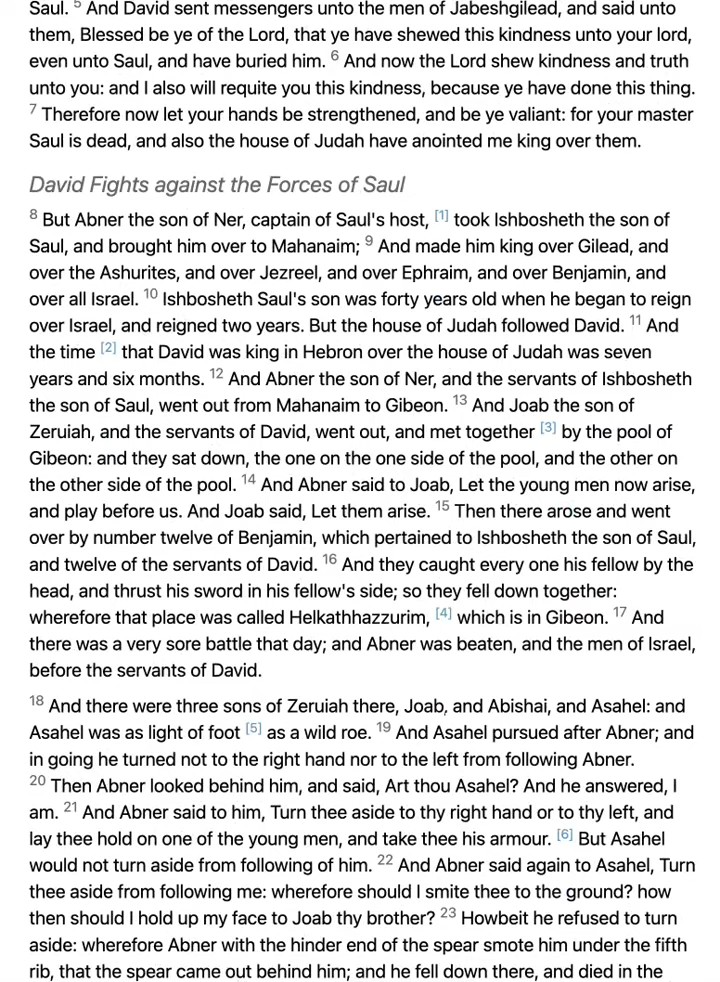 Saul. 5 And David sent messengers unto the men of Jabeshgilead, and said unto
them, Blessed be ye of the Lord, that ye have shewed this kindness unto your lord,
even unto Saul, and have buried him. 6 And now the Lord shew kindness and truth
unto you: and I also will requite you this kindness, because ye have done this thing.
7 Therefore now let your hands be strengthened, and be ye valiant: for your master
Saul is dead, and also the house of Judah have anointed me king over them.
David Fights against the Forces of Saul
8 But Abner the son of Ner, captain of Saul's host, [1] took Ishbosheth the son of
Saul, and brought him over to Mahanaim; 9 And made him king over Gilead, and
over the Ashurites, and over Jezreel, and over Ephraim, and over Benjamin, and
over all Israel. 10 Ishbosheth Saul's son was forty years old when he began to reign
over Israel, and reigned two years. But the house of Judah followed David. 11 And
the time [2] that David was king in Hebron over the house of Judah was seven
years and six months. 12 And Abner the son of Ner, and the servants of Ishbosheth
the son of Saul, went out from Mahanaim to Gibeon. 13 And Joab the son of
Zeruiah, and the servants of David, went out, and met together [3] by the pool of
Gibeon: and they sat down, the one on the one side of the pool, and the other on
the other side of the pool. 14 And Abner said to Joab, Let the young men now arise,
and play before us. And Joab said, Let them arise. 15 Then there arose and went
over by number twelve of Benjamin, which pertained to Ishbosheth the son of Saul,
and twelve of the servants of David. 16 And they caught every one his fellow by the
head, and thrust his sword in his fellow's side; so they fell down together:
wherefore that place was called Helkathhazzurim, [4] which is in Gibeon. 17 And
there was a very sore battle that day; and Abner was beaten, and the men of Israel,
before the servants of David.
18 And there were three sons of Zeruiah there, Joab, and Abishai, and Asahel: and
Asahel was as light of foot [5] as a wild roe. 19 And Asahel pursued after Abner; and
in going he turned not to the right hand nor to the left from following Abner.
20 Then Abner looked behind him, and said, Art thou Asahel? And he answered, I
am. 21 And Abner said to him, Turn thee aside to thy right hand or to thy left, and
lay thee hold on one of the young men, and take thee his armour. [6] But Asahel
would not turn aside from following of him. 22 And Abner said again to Asahel, Turn
thee aside from following me: wherefore should I smite thee to the ground? how
then should I hold up my face to Joab thy brother? 23 Howbeit he refused to turn
aside: wherefore Abner with the hinder end of the spear smote him under the fifth
rib, that the spear came out behind him; and he fell down there, and died in the